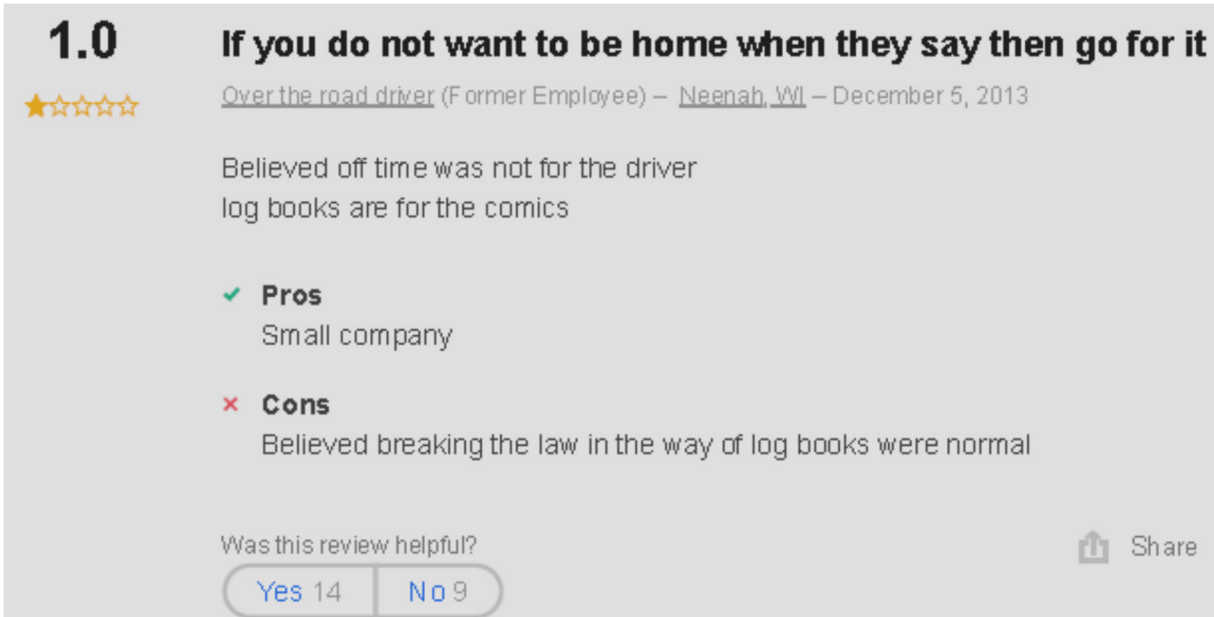 1.0
If you do not want to be home when they say then go for it
Over the road driver (Former Employee) – Neenah, WI – December 5, 2013
Believed off time was not for the driver
log books are for the comics
Pros
Small company
Cons
Believed breaking the law in the way of log books were normal
Was this review helpful?
Share
Yes 14 No 9